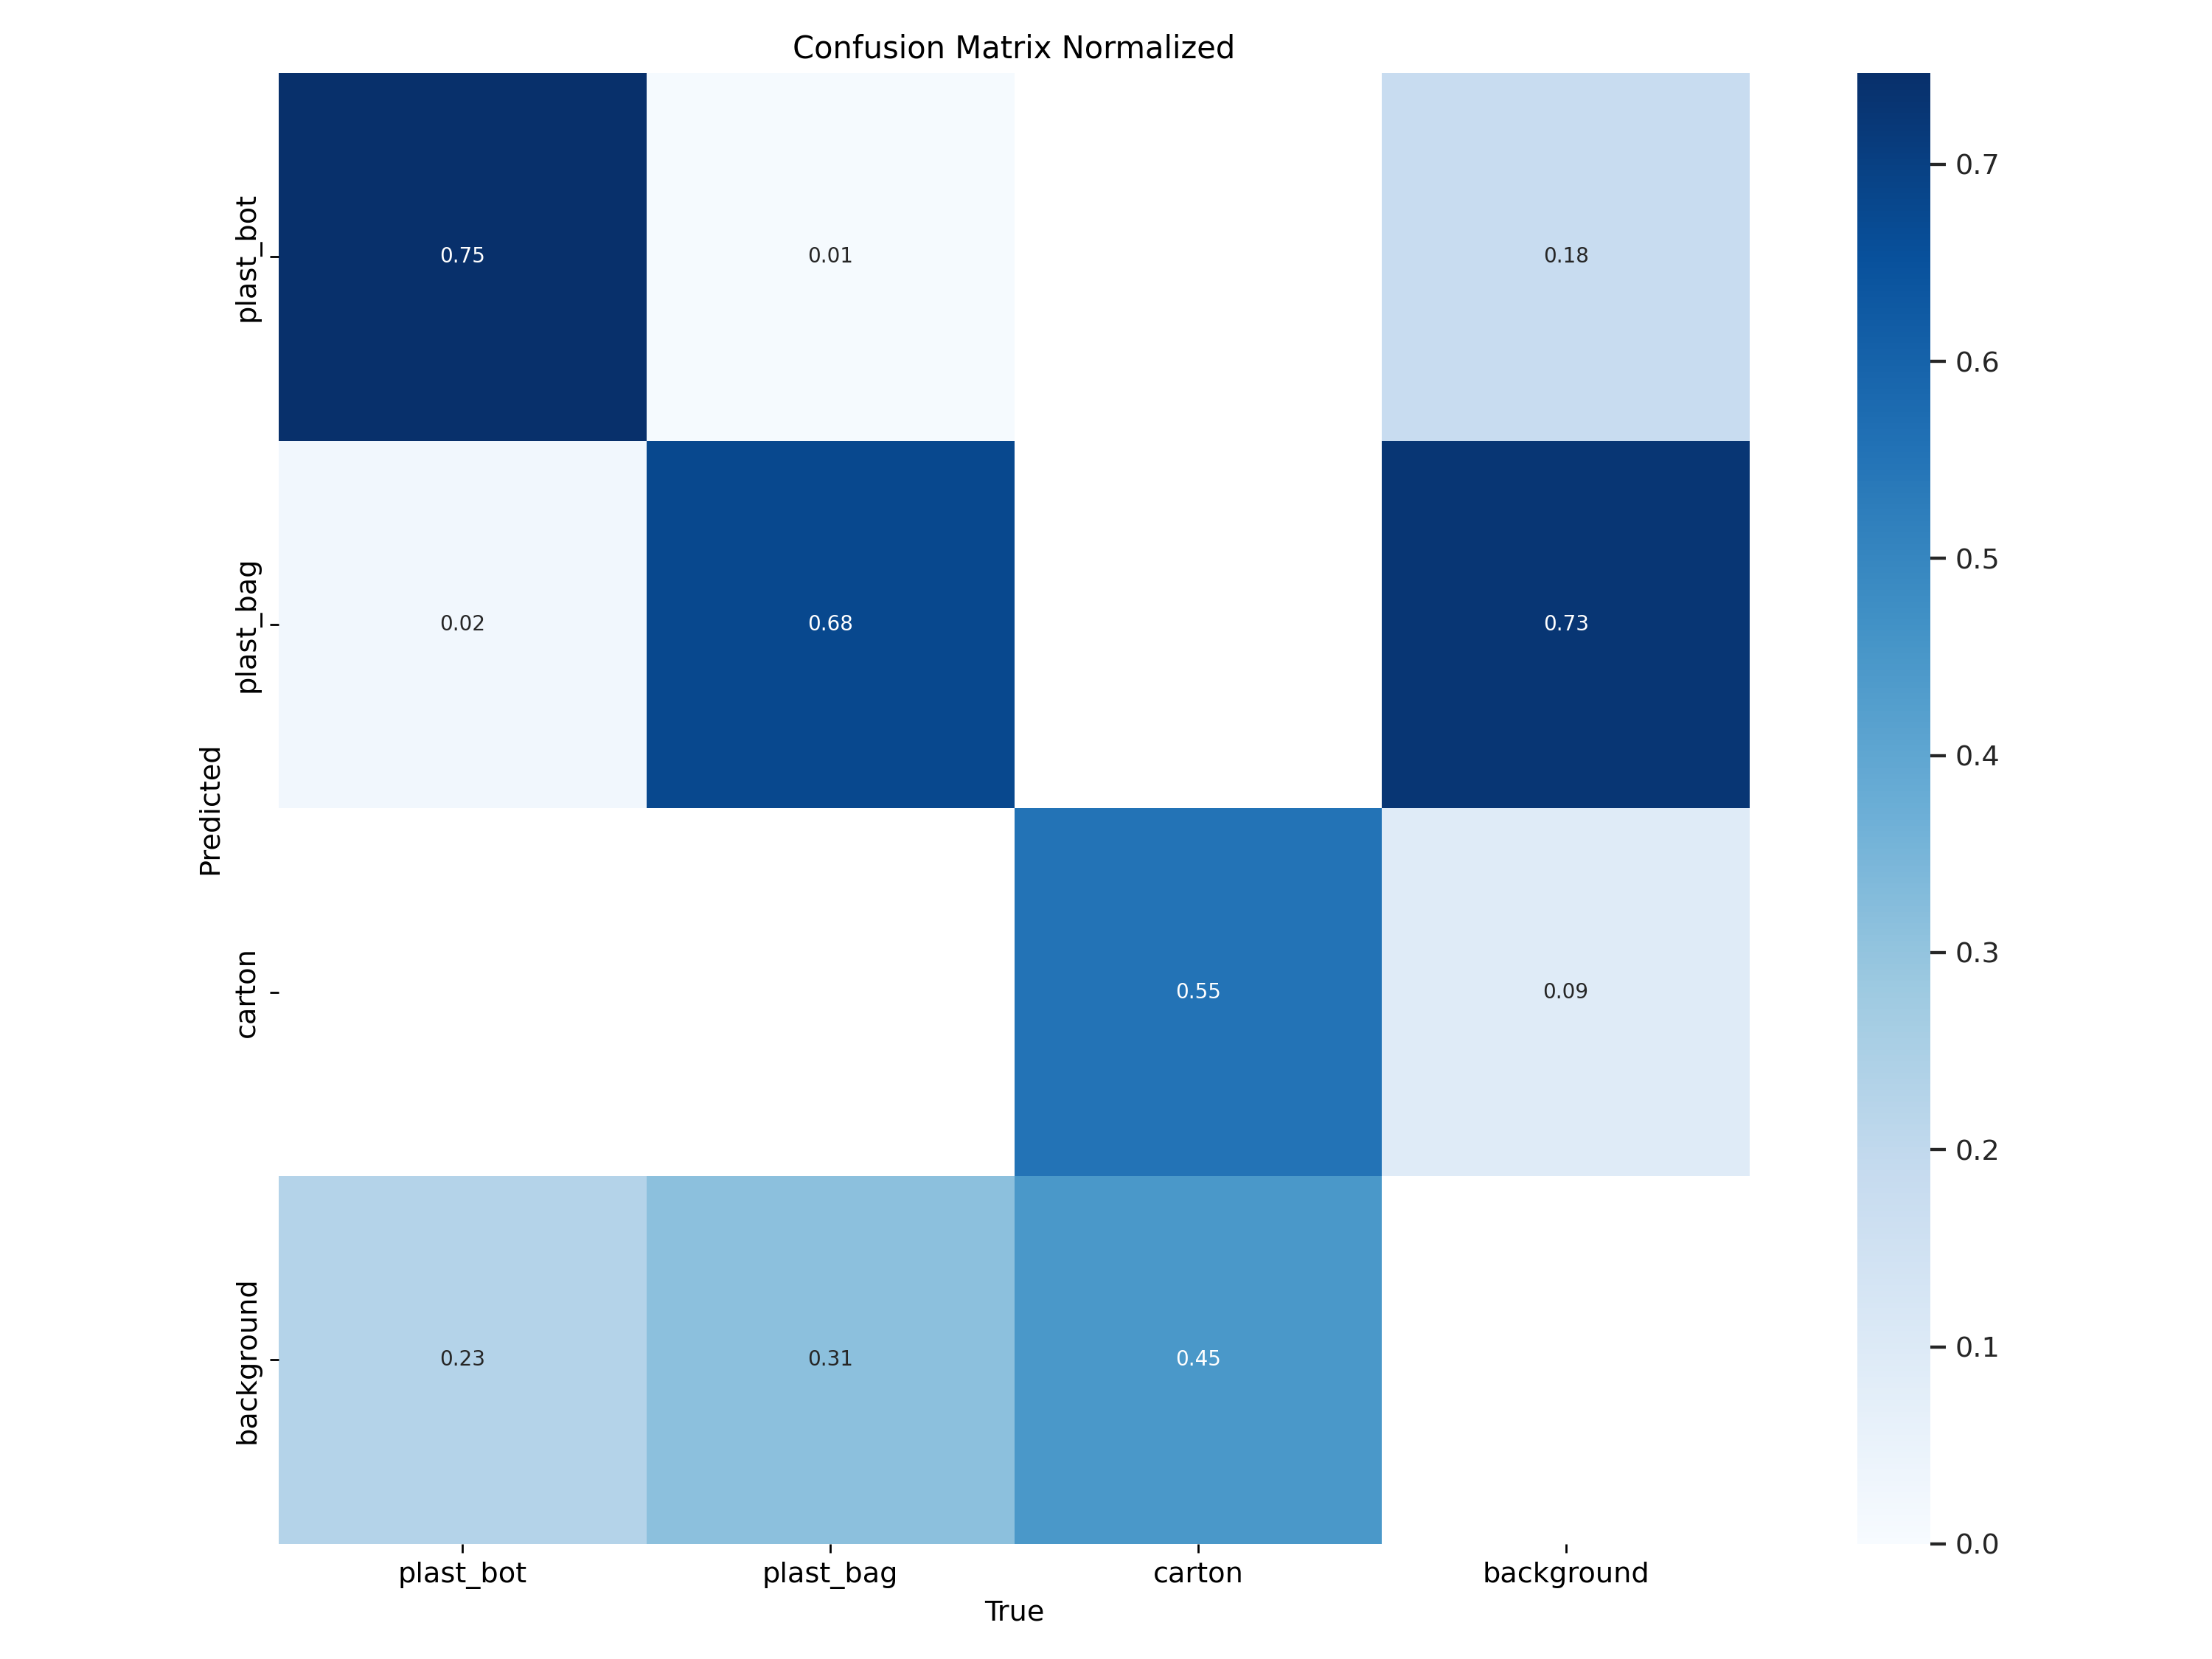 Confusion Matrix Normalized
plast_bot
0.75
0.01
0.18
plast_bag
0.02
0.68
0.73
carton
0.55
0.09
background
0.23
0.31
0.45
Predicted
plast_bot
plast_bag
carton
background
True
0.7
0.6
0.5
0.4
0.3
0.2
0.1
0.0